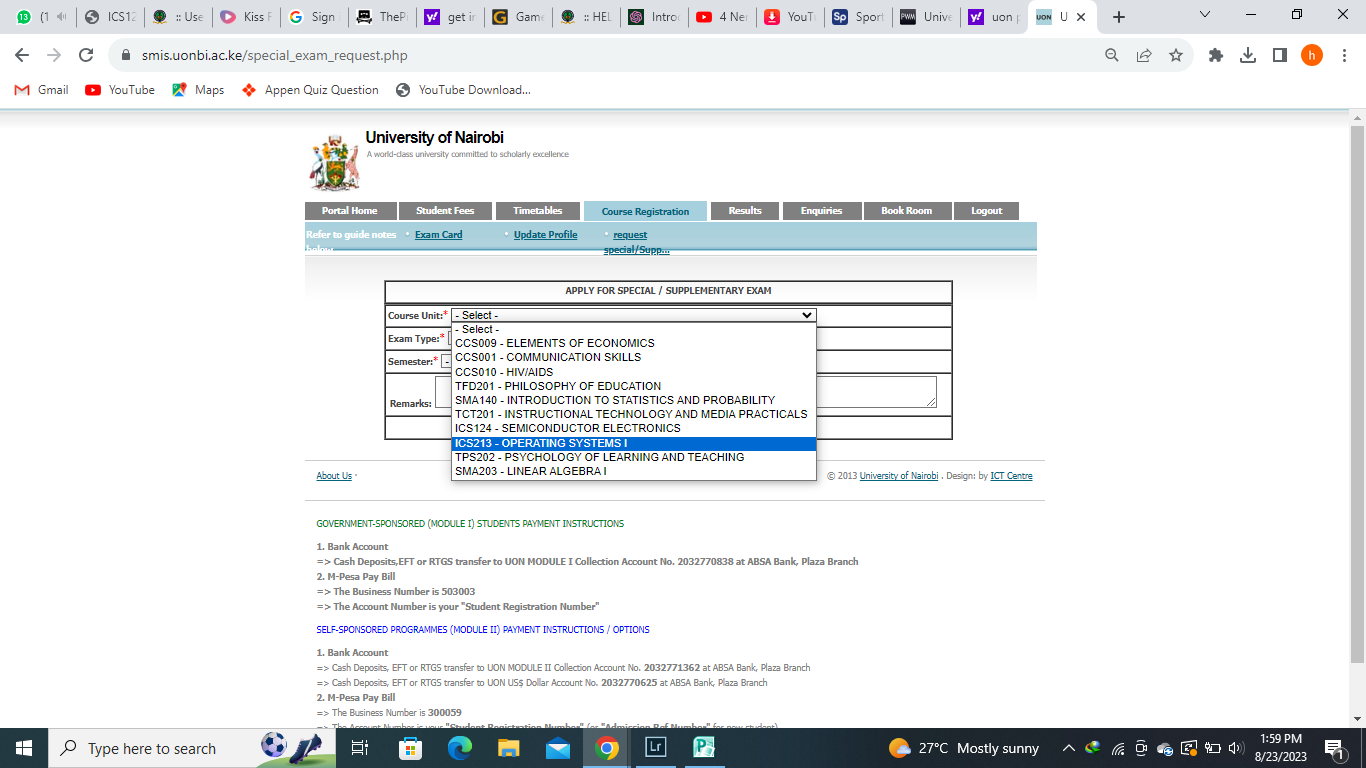 (1
ICS12
:: Use
Kiss F
Sign
ThePi
get in
Game
:: HEL
Introd
4 Ner
YouTu
Sport
Unive
uon p
U
smis.uonbi.ac.ke/special_exam_request.php
Gmail
YouTube
Maps
Appen Quiz Question
YouTube Download...
University of Nairobi
A world-class university committed to scholarly excellence
Portal Home
Student Fees
Timetables
Course Registration
Results
Enquiries
Book Room
Logout
Refer to guide notes below
Exam Card
Update Profile
request
special/Supp...
APPLY FOR SPECIAL / SUPPLEMENTARY EXAM
Course Unit:* - Select -
- Select -
Exam Type:*
CCS009 - ELEMENTS OF ECONOMICS
CCS001 - COMMUNICATION SKILLS
Semester:* -
CCS010 - HIV/AIDS
TFD201 - PHILOSOPHY OF EDUCATION
Remarks:
SMA140 - INTRODUCTION TO STATISTICS AND PROBABILITY
TCT201 - INSTRUCTIONAL TECHNOLOGY AND MEDIA PRACTICALS
ICS124 - SEMICONDUCTOR ELECTRONICS
ICS213 - OPERATING SYSTEMS I
TPS202 - PSYCHOLOGY OF LEARNING AND TEACHING
SMA203 - LINEAR ALGEBRA I
About Us ·
© 2013 University of Nairobi . Design: by ICT Centre
GOVERNMENT-SPONSORED (MODULE I) STUDENTS PAYMENT INSTRUCTIONS
1. Bank Account
=> Cash Deposits,EFT or RTGS transfer to UON MODULE I Collection Account No. 2032770838 at ABSA Bank, Plaza Branch
2. M-Pesa Pay Bill
=> The Business Number is 503003
=> The Account Number is your "Student Registration Number"
SELF-SPONSORED PROGRAMMES (MODULE II) PAYMENT INSTRUCTIONS / OPTIONS
1. Bank Account
=> Cash Deposits, EFT or RTGS transfer to UON MODULE II Collection Account No. 2032771362 at ABSA Bank, Plaza Branch
=> Cash Deposits, EFT or RTGS transfer to UON US$ Dollar Account No. 2032770625 at ABSA Bank, Plaza Branch
2. M-Pesa Pay Bill
=> The Business Number is 300059
=> The Account Number is your "Student Registration Number" (or "Admission Ref Number" for new student)
Type here to search
27°C Mostly sunny
1:59 PM
8/23/2023